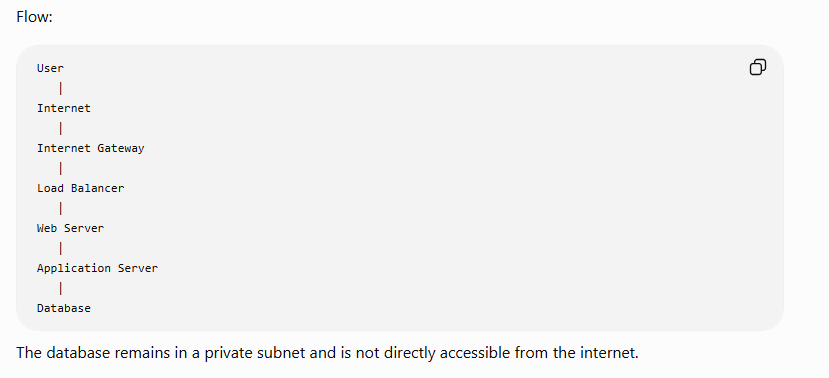 Flow:
User
|
Internet
|
Internet Gateway
|
Load Balancer
|
Web Server
|
Application Server
|
Database
The database remains in a private subnet and is not directly accessible from the internet.